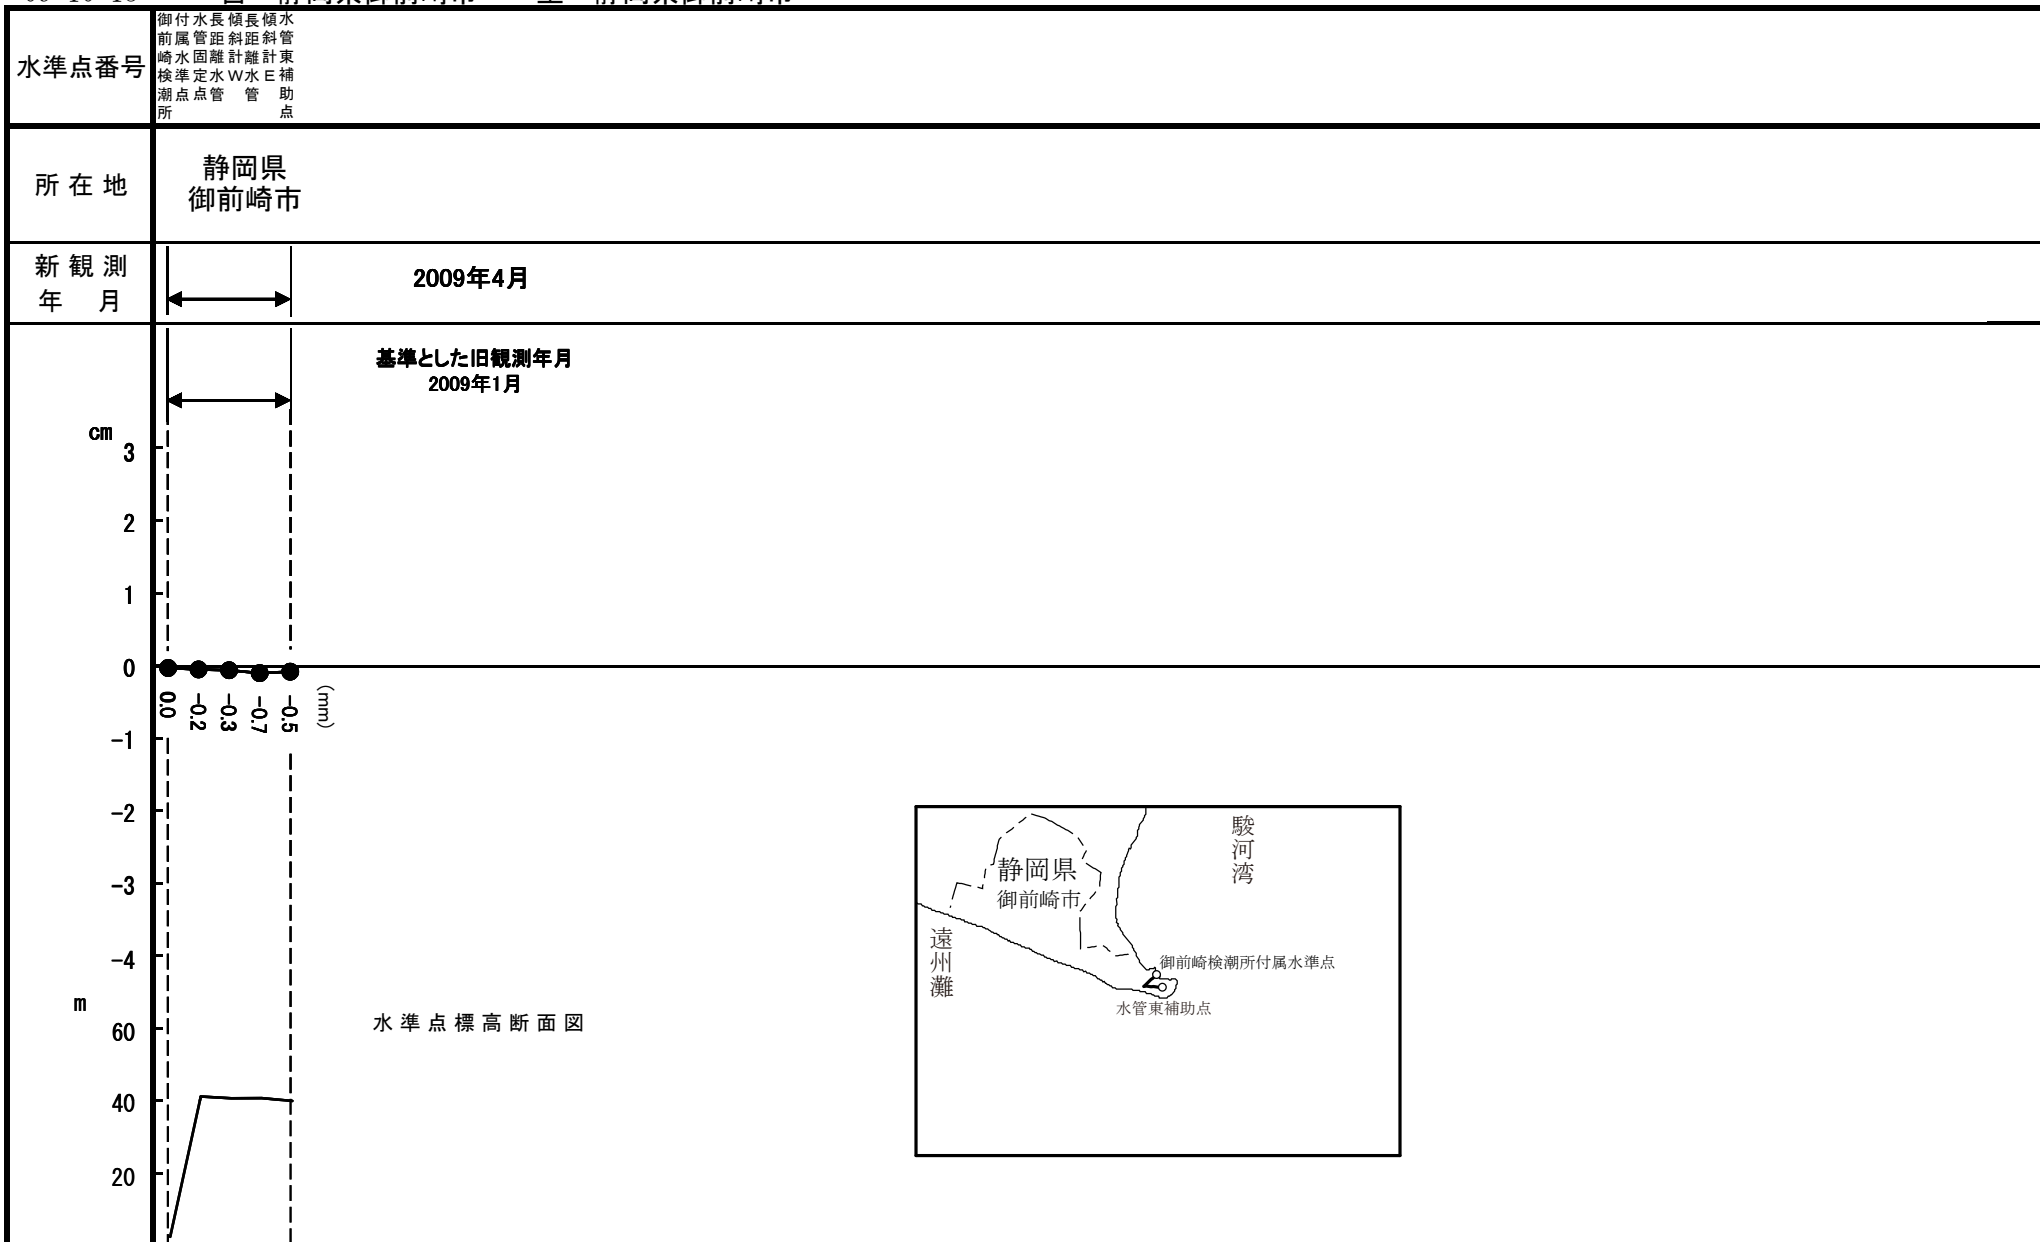 水準点番号
御前崎検潮所
付属水準点
水管固定点
長距離水管
傾斜計W
長距離水管
傾斜計E
水管東補助点
所在地
静岡県
御前崎市
新観測
年 月
2009年4月
基準とした旧観測年月
2009年1月
cm
3
2
1
0
-1
-2
-3
-4
0.0
-0.2
-0.3
-0.7
-0.5
(mm)
m
60
40
20
水準点標高断面図
駿河湾
静岡県
御前崎市
遠州灘
御前崎検潮所付属水準点
水管東補助点